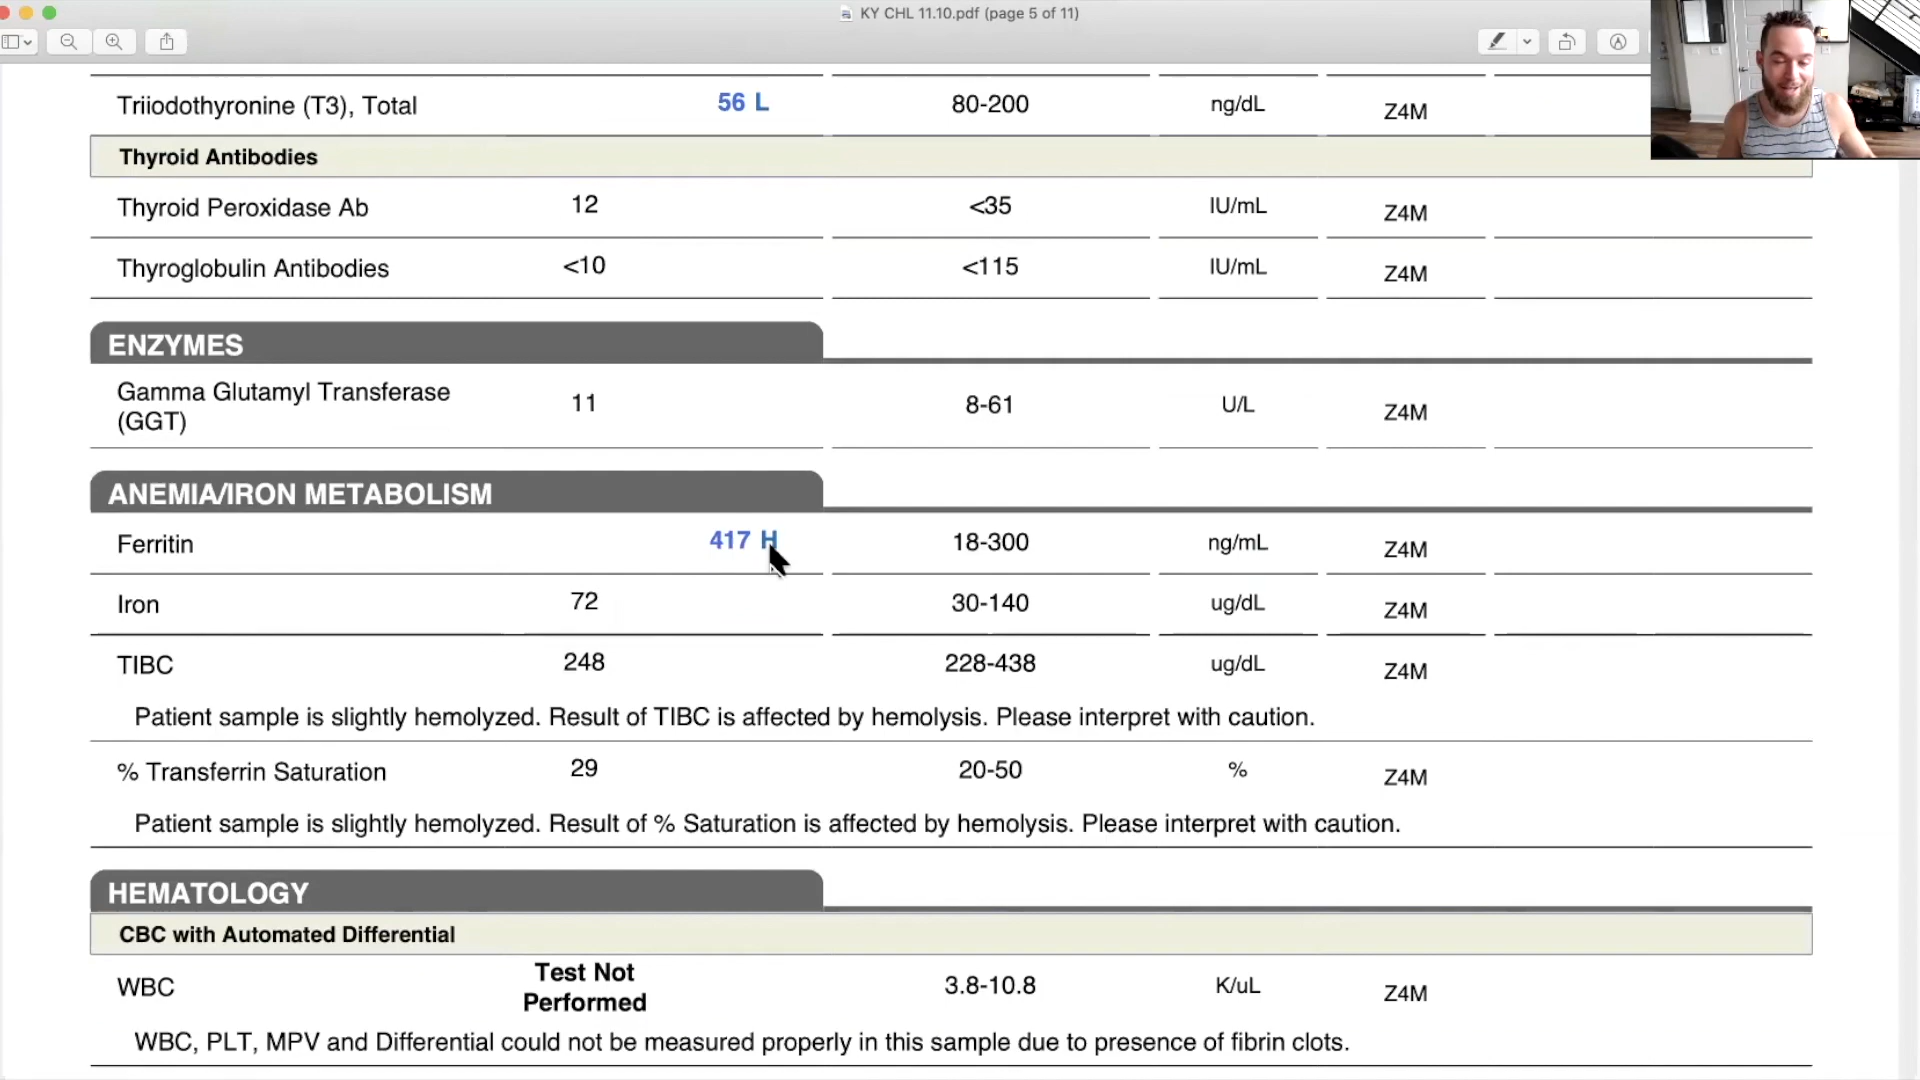 KY CHL 11.10.pdf (page 5 of 11)
Triiodothyronine (T3), Total 56 L 80-200 ng/dL Z4M
Thyroid Antibodies
Thyroid Peroxidase Ab 12 <35 IU/mL Z4M
Thyroglobulin Antibodies <10 <115 IU/mL Z4M
ENZYMES
Gamma Glutamyl Transferase
(GGT) 11 8-61 U/L Z4M
ANEMIA/IRON METABOLISM
Ferritin 417 H 18-300 ng/mL Z4M
Iron 72 30-140 ug/dL Z4M
TIBC 248 228-438 ug/dL Z4M
Patient sample is slightly hemolyzed. Result of TIBC is affected by hemolysis. Please interpret with caution.
% Transferrin Saturation 29 20-50 % Z4M
Patient sample is slightly hemolyzed. Result of % Saturation is affected by hemolysis. Please interpret with caution.
HEMATOLOGY
CBC with Automated Differential
WBC Test Not
Performed 3.8-10.8 K/uL Z4M
WBC, PLT, MPV and Differential could not be measured properly in this sample due to presence of fibrin clots.